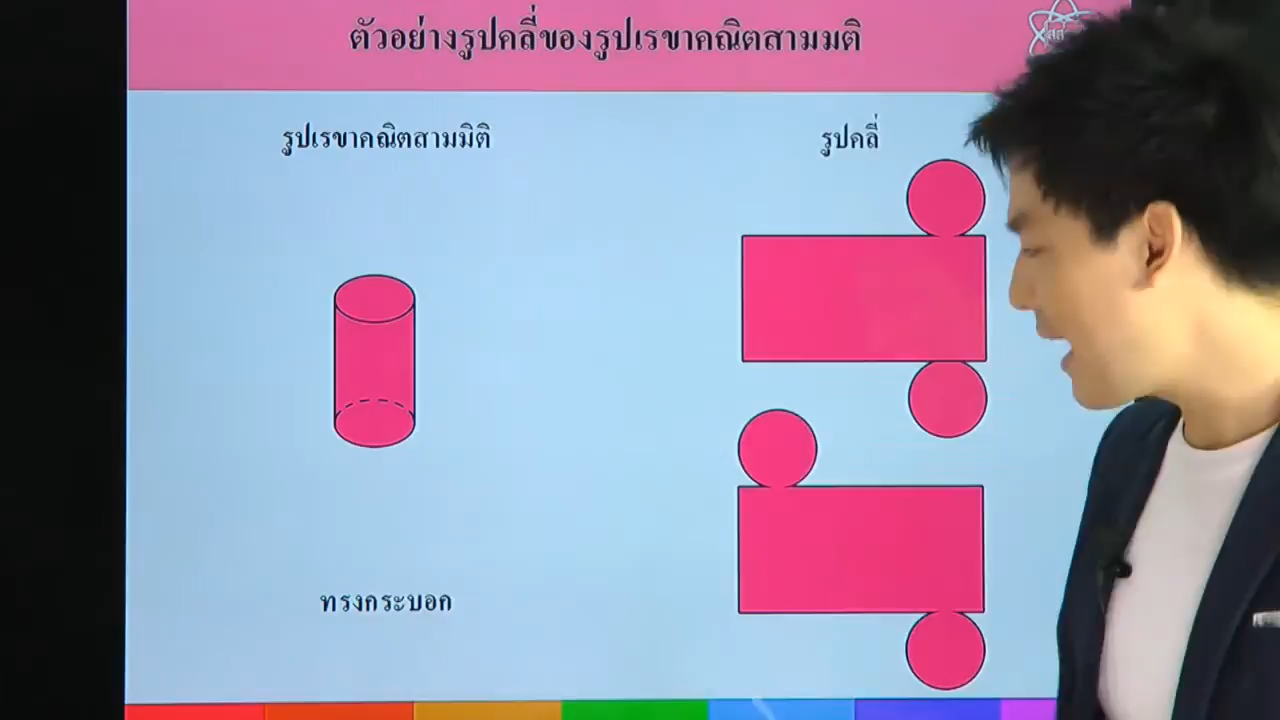 ตัวอย่างรูปคลี่ของรูปเรขาคณิตสามมติ
รูปเรขาคณิตสามมิติ
รูปคลี่
ทรงกระบอก